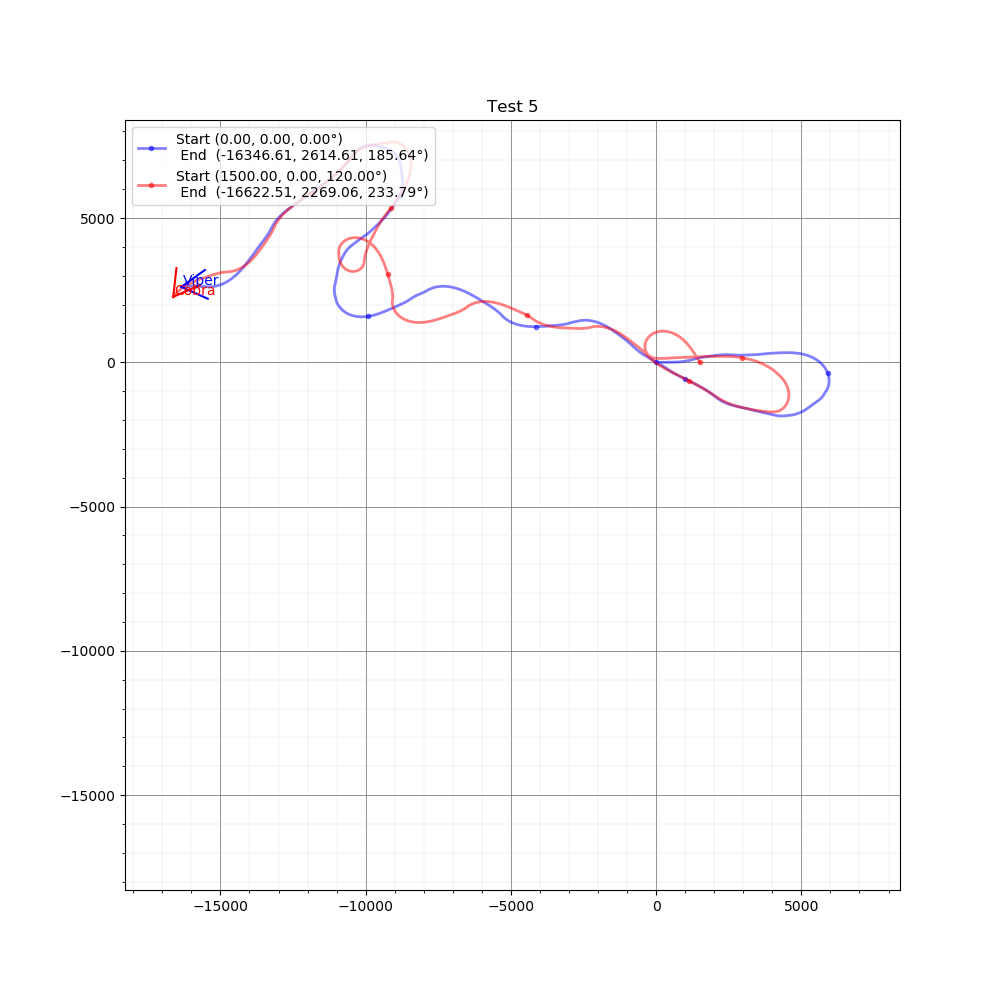 Test 5
Start (0.00, 0.00, 0.00°)
End (-16346.61, 2614.61, 185.64°)
Start (1500.00, 0.00, 120.00°)
End (-16622.51, 2269.06, 233.79°)
5000
Viper
Cobra
0
−5000
−10000
−15000
−15000 −10000 −5000 0 5000